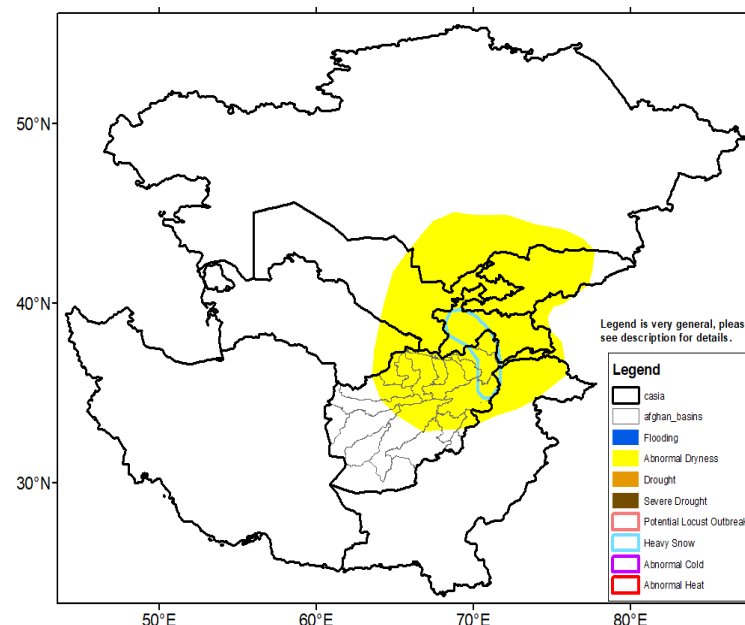 50°N
40°N
30°N
50°E
60°E
70°E
80°E
Legend is very general, pleas
see description for details.
Legend
casia
afghan_basins
Flooding
Abnormal Dryness
Drought
Severe Drought
Potential Locust Outbreak
Heavy Snow
Abnormal Cold
Abnormal Heat